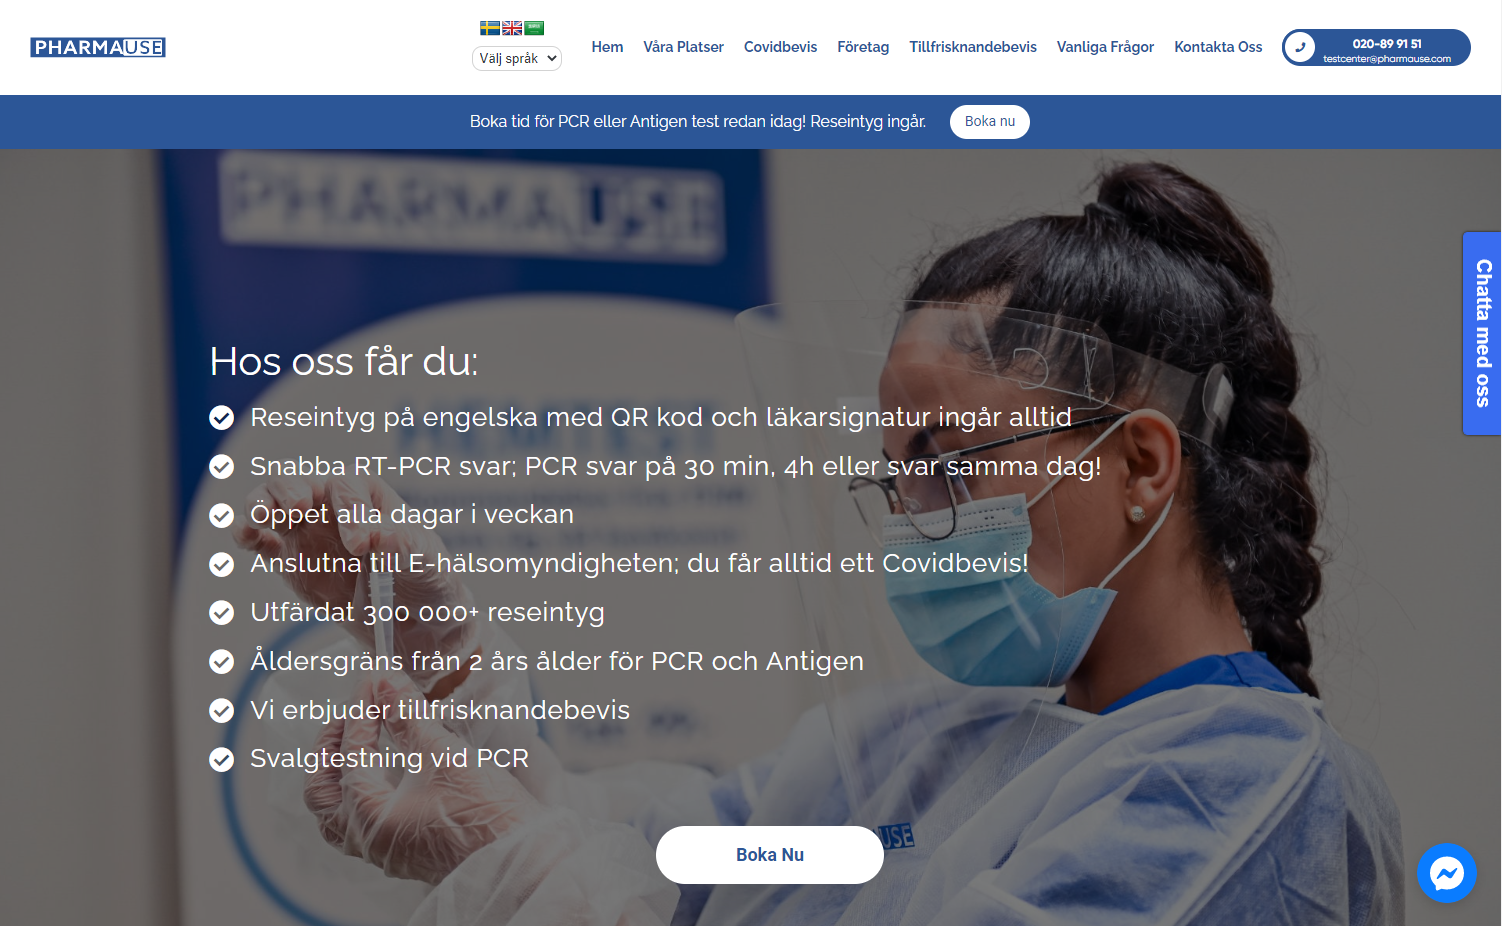 PHARMAUSE
Välj språk
Hem
Våra Platser
Covidbevis
Företag
Tillfrisknandebevis
Vanliga Frågor
Kontakta Oss
020-89 91 51
testcenter@pharmause.com
Boka tid för PCR eller Antigen test redan idag! Reseintyg ingår.
Boka nu
PHARMAUSE
Chatta med oss
Hos oss får du:
Reseintyg på engelska med QR kod och läkarsignatur ingår alltid
Snabba RT-PCR svar; PCR svar på 30 min, 4h eller svar samma dag!
Öppet alla dagar i veckan
Anslutna till E-hälsomyndigheten; du får alltid ett Covidbevis!
Utfärdat 300 000+ reseintyg
Åldersgräns från 2 års ålder för PCR och Antigen
Vi erbjuder tillfrisknandebevis
Svalgtestning vid PCR
USE
Boka Nu